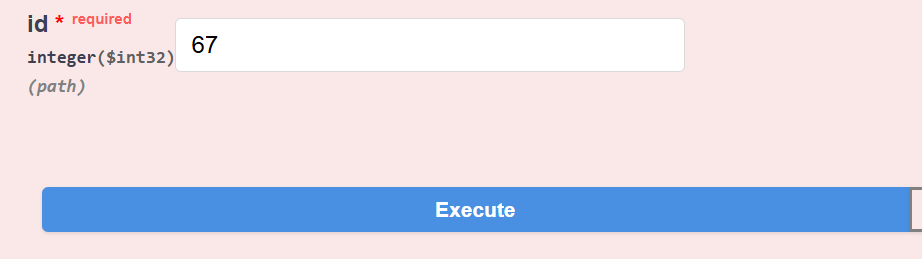 id * required
integer($int32)
67
(path)
Execute